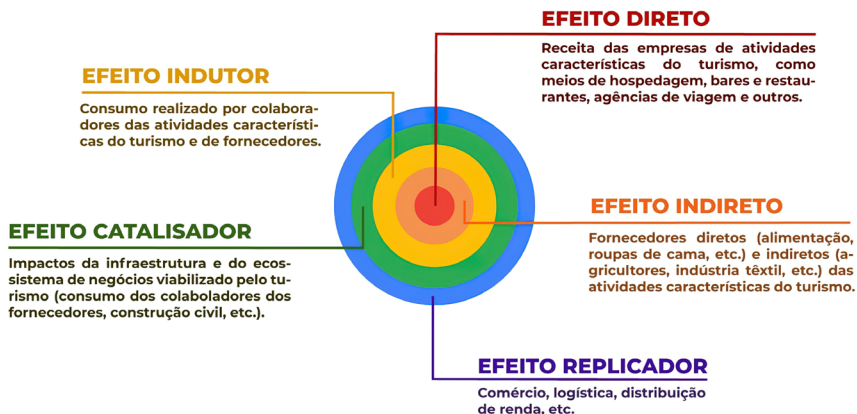 EFEITO DIRETO
Receita das empresas de atividades
características do turismo, como
meios de hospedagem, bares e restau-
rantes, agências de viagem e outros.
EFEITO INDUTOR
Consumo realizado por colabora-
dores das atividades característi-
cas do turismo e de fornecedores.
EFEITO INDIRETO
Fornecedores diretos (alimentação,
roupas de cama, etc.) e indiretos (a-
gricultores, indústria têxtil, etc.) das
atividades características do turismo.
EFEITO CATALISADOR
Impactos da infraestrutura e do ecos-
sistema de negócios viabilizado pelo tu-
rismo (consumo dos colaboladores dos
fornecedores, construção civil, etc.).
EFEITO REPLICADOR
Comércio, logística, distribuição
de renda, etc.